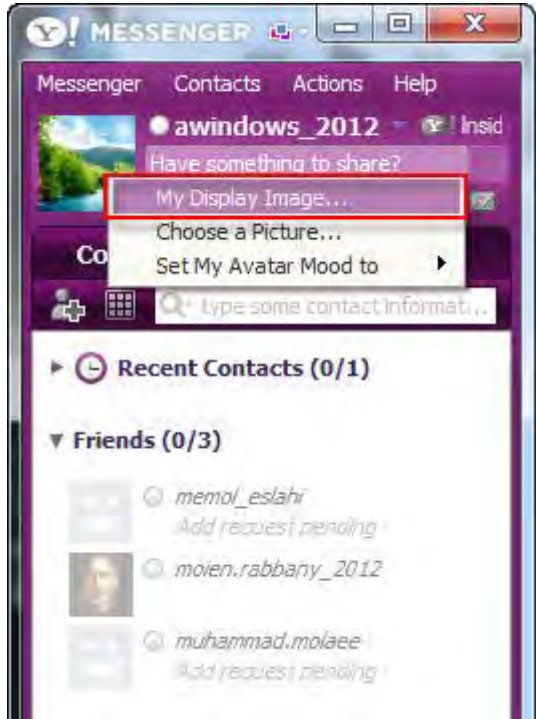 Y! MESSENGER
Messenger Contacts Actions Help
awindows_2012 Y! Insid
Have something to share?
My Display Image...
Choose a Picture...
Set My Avatar Mood to
Co
type some contact informat...
Recent Contacts (0/1)
Friends (0/3)
memol_eslahi
Add request pending
moien.rabbany_2012
muhammad.molaee
Add request pending